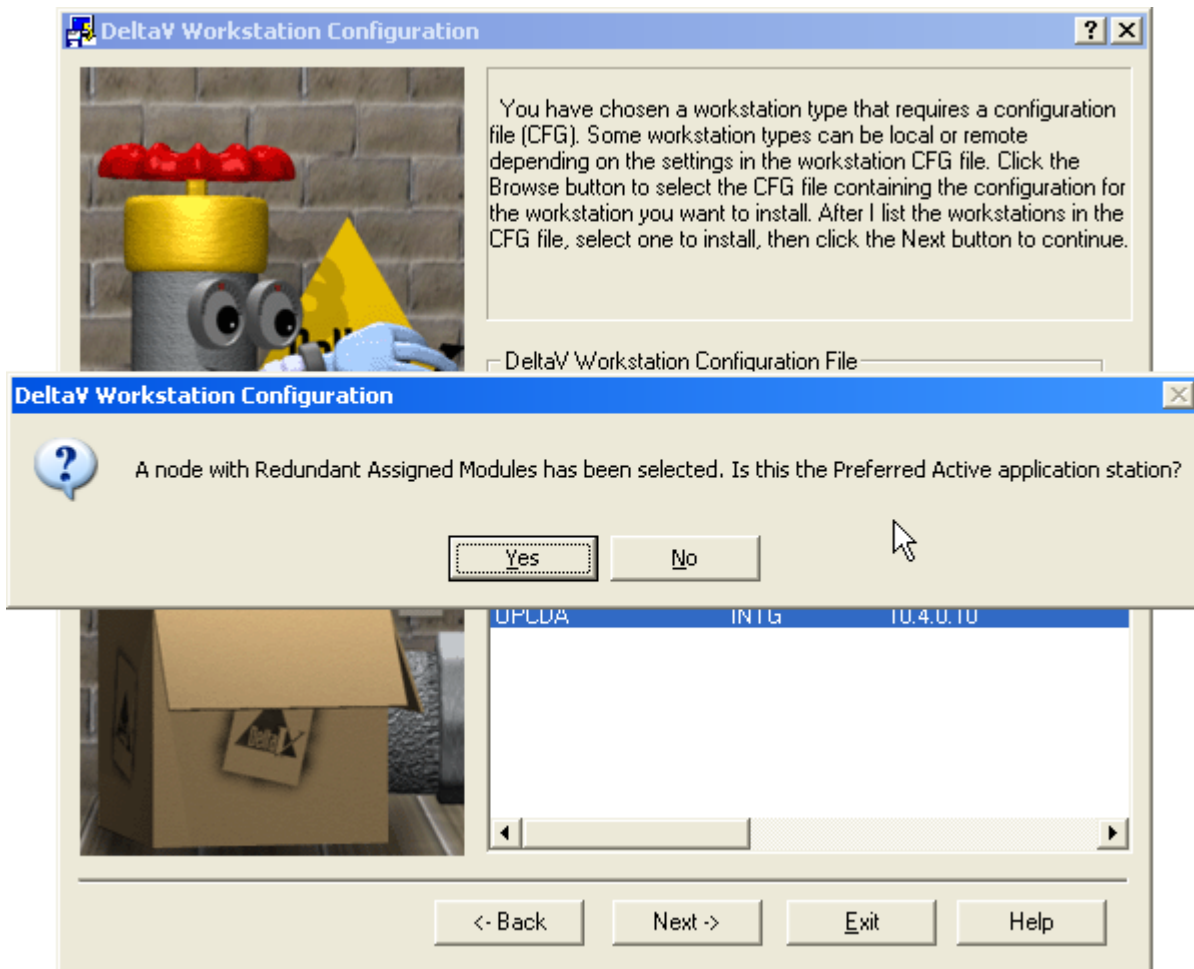 DeltaV Workstation Configuration
You have chosen a workstation type that requires a configuration
file (CFG). Some workstation types can be local or remote
depending on the settings in the workstation CFG file. Click the
Browse button to select the CFG file containing the configuration for
the workstation you want to install. After I list the workstations in the
CFG file, select one to install, then click the Next button to continue.
DeltaV Workstation Configuration File
DeltaV Workstation Configuration
A node with Redundant Assigned Modules has been selected. Is this the Preferred Active application station?
Yes No
OPCDA INTG 10.4.0.10
DeltaV
<- Back Next -> Exit Help